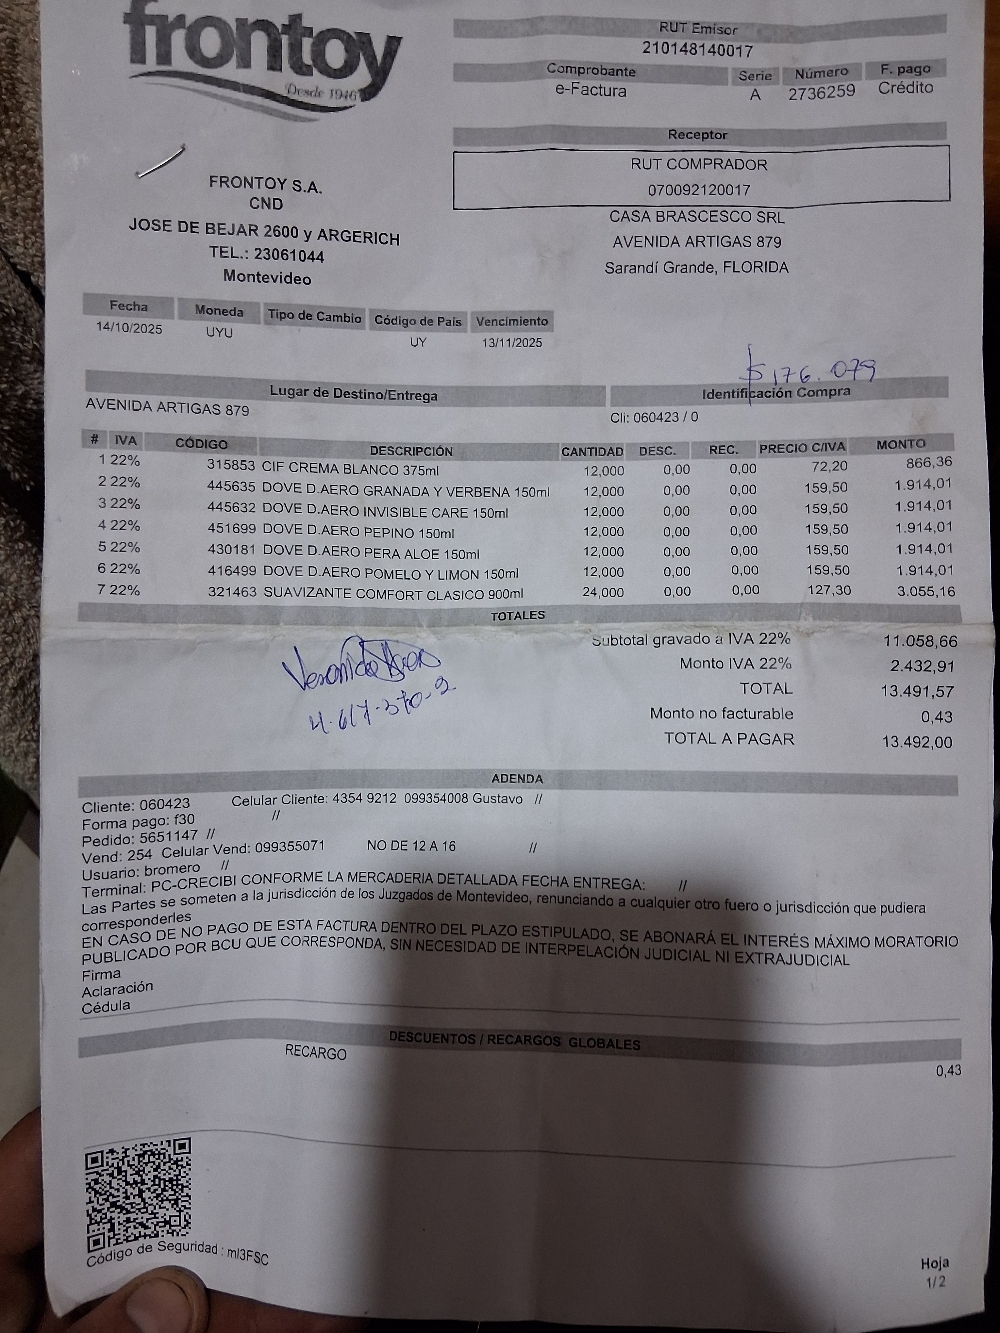 frontoy
Desde 1946
RUT Emisor
210148140017
Comprobante Serie Número F. pago
e-Factura A 2736259 Crédito
Receptor
RUT COMPRADOR
070092120017
CASA BRASCESCO SRL
AVENIDA ARTIGAS 879
Sarandí Grande, FLORIDA
FRONTOY S.A.
CND
JOSE DE BEJAR 2600 y ARGERICH
TEL.: 23061044
Montevideo
Fecha Moneda Tipo de Cambio Código de País Vencimiento
14/10/2025 UYU UY 13/11/2025
$ 176.079
Lugar de Destino/Entrega Identificación Compra
AVENIDA ARTIGAS 879 Cli: 060423 / 0
# IVA CÓDIGO DESCRIPCIÓN CANTIDAD DESC. REC. PRECIO C/IVA MONTO
1 22% 315853 CIF CREMA BLANCO 375ml 12,000 0,00 0,00 72,20 866,36
2 22% 445635 DOVE D.AERO GRANADA Y VERBENA 150ml 12,000 0,00 0,00 159,50 1.914,01
3 22% 445632 DOVE D.AERO INVISIBLE CARE 150ml 12,000 0,00 0,00 159,50 1.914,01
4 22% 451699 DOVE D.AERO PEPINO 150ml 12,000 0,00 0,00 159,50 1.914,01
5 22% 430181 DOVE D.AERO PERA ALOE 150ml 12,000 0,00 0,00 159,50 1.914,01
6 22% 416499 DOVE D.AERO POMELO Y LIMON 150ml 12,000 0,00 0,00 159,50 1.914,01
7 22% 321463 SUAVIZANTE COMFORT CLASICO 900ml 24,000 0,00 0,00 127,30 3.055,16
TOTALES
Subtotal gravado a IVA 22% 11.058,66
Monto IVA 22% 2.432,91
TOTAL 13.491,57
Monto no facturable 0,43
TOTAL A PAGAR 13.492,00
4.617.370-2
ADENDA
Cliente: 060423 Celular Cliente: 4354 9212 099354008 Gustavo //
Forma pago: f30 //
Pedido: 5651147 //
Vend: 254 Celular Vend: 099355071 NO DE 12 A 16 //
Usuario: bromero //
Terminal: PC-CRECIBI CONFORME LA MERCADERIA DETALLADA FECHA ENTREGA: //
Las Partes se someten a la jurisdicción de los Juzgados de Montevideo, renunciando a cualquier otro fuero o jurisdicción que pudiera
corresponderles
EN CASO DE NO PAGO DE ESTA FACTURA DENTRO DEL PLAZO ESTIPULADO, SE ABONARÁ EL INTERÉS MÁXIMO MORATORIO
PUBLICADO POR BCU QUE CORRESPONDA, SIN NECESIDAD DE INTERPELACIÓN JUDICIAL NI EXTRAJUDICIAL
Firma
Aclaración
Cédula
DESCUENTOS / RECARGOS GLOBALES
RECARGO 0,43
Código de Seguridad : ml3FSC
Hoja
1/2